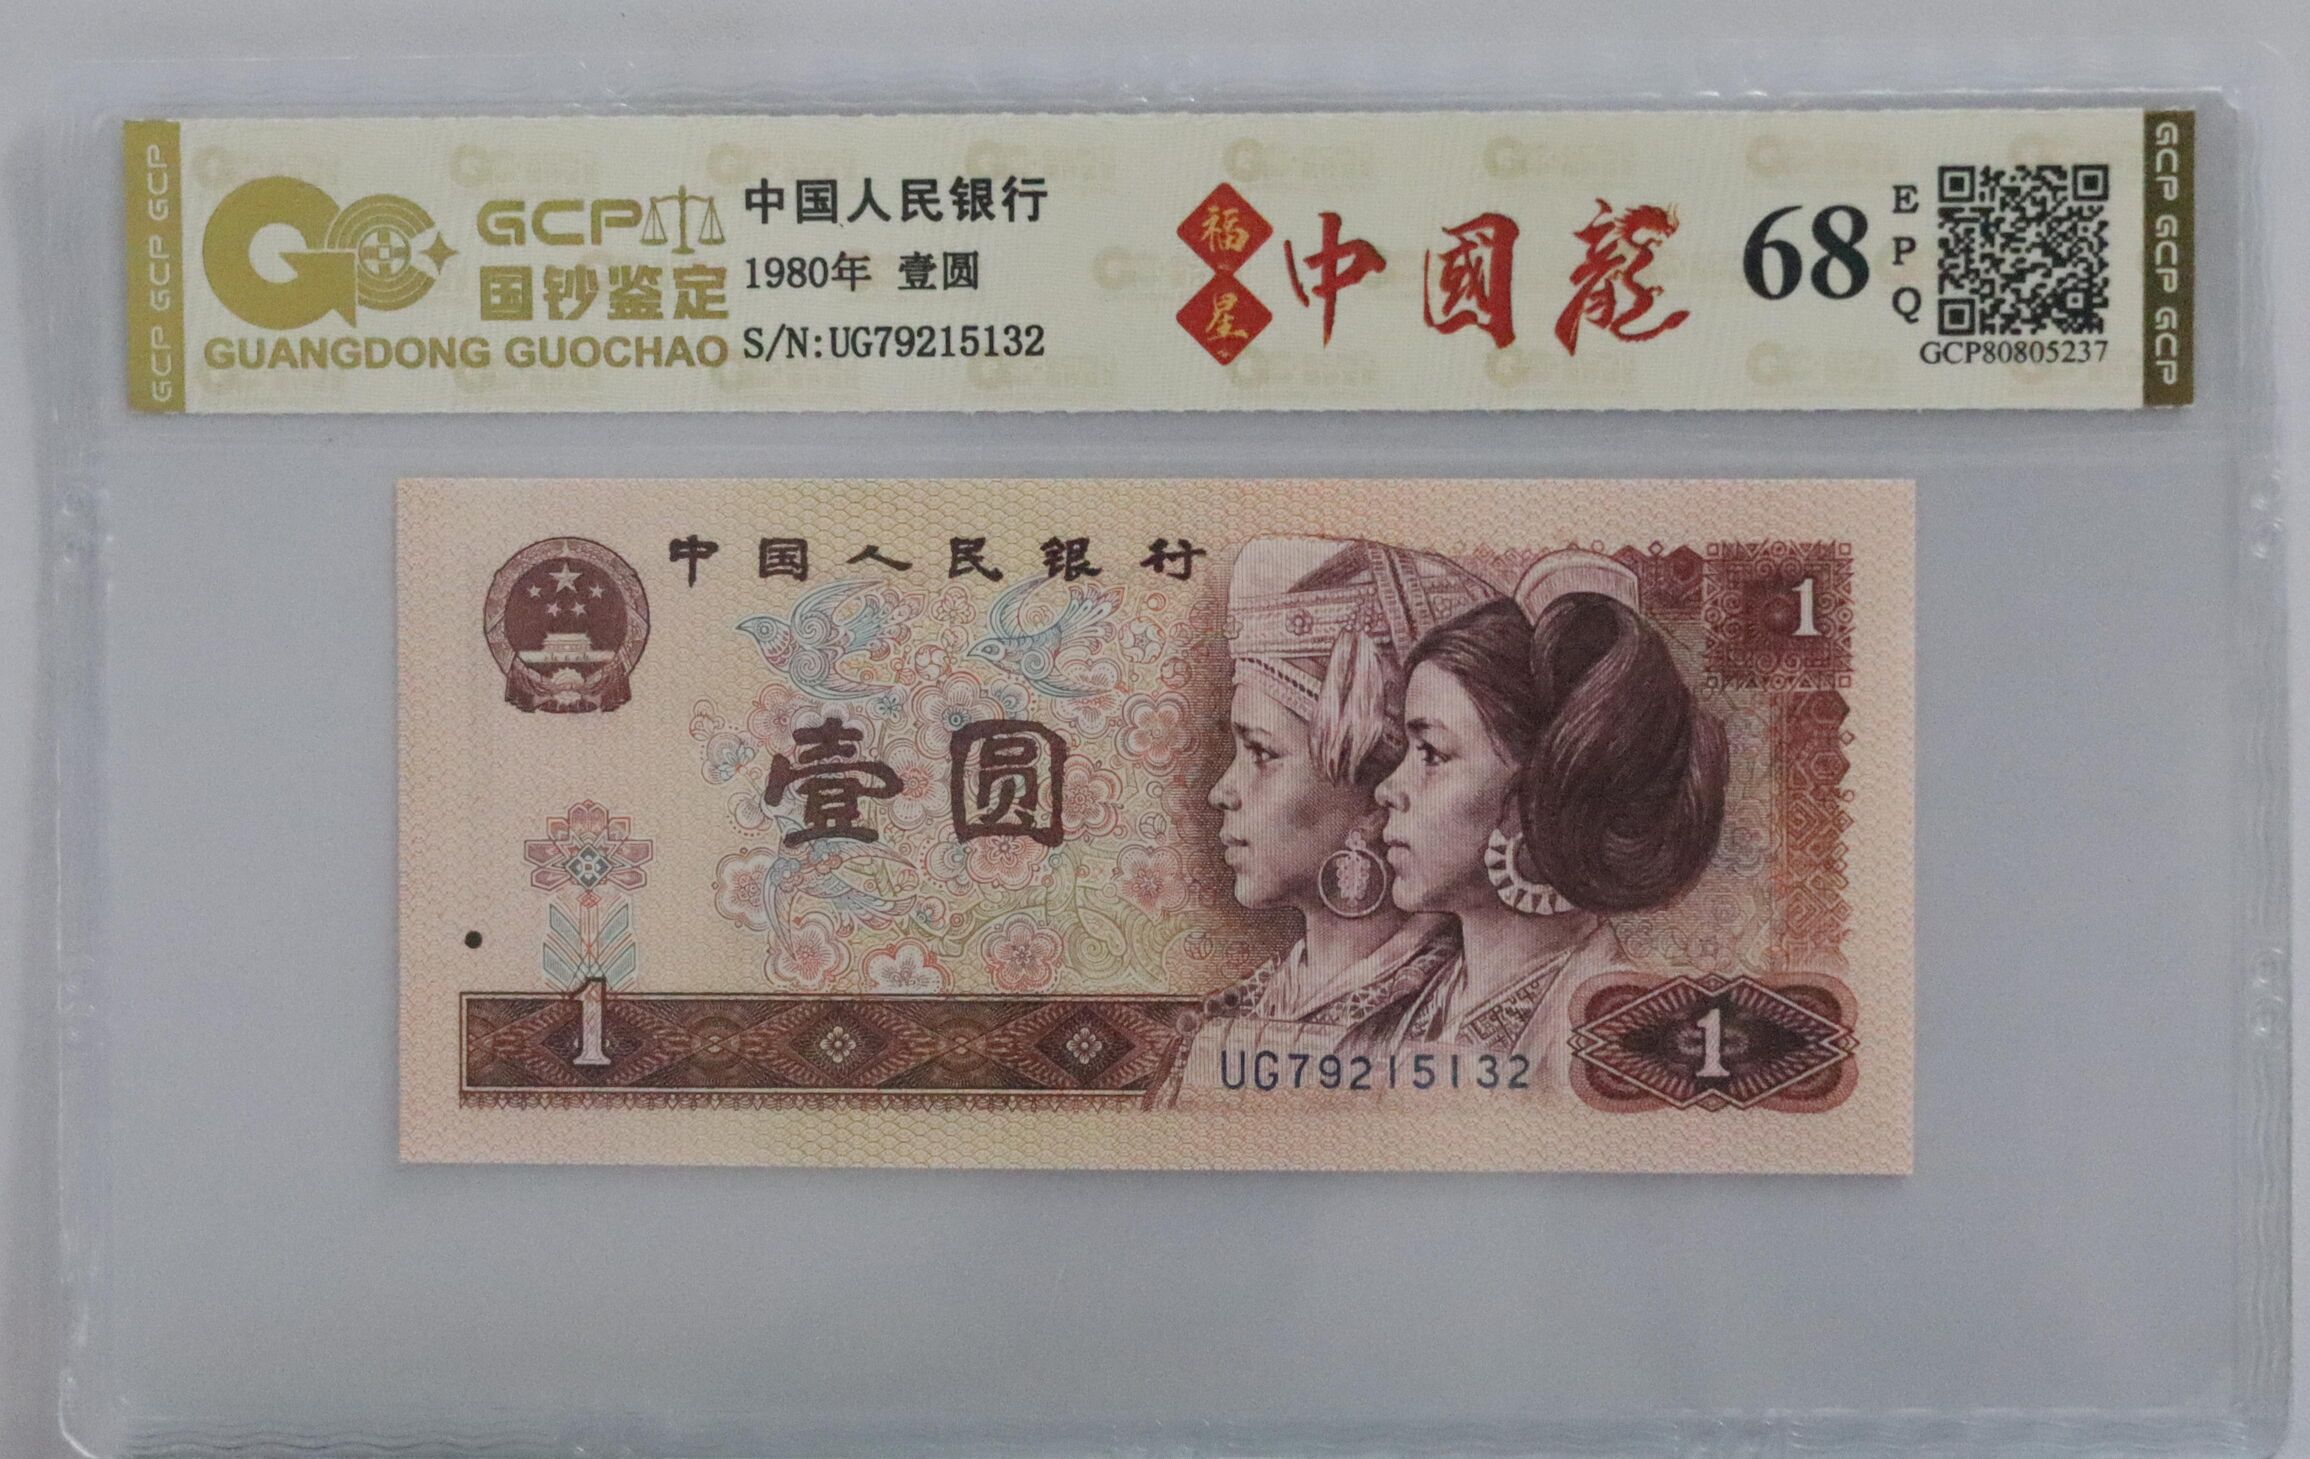 GCP GCP GCP
GCP
国钞鉴定
GUANGDONG GUOCHAO
中国人民银行
1980年 壹圆
S/N:UG79215132
福星
中國龍
68
EPQ
GCP80805237
GCP GCP GCP
中国人民银行
1
壹圆
1
UG79215132
1